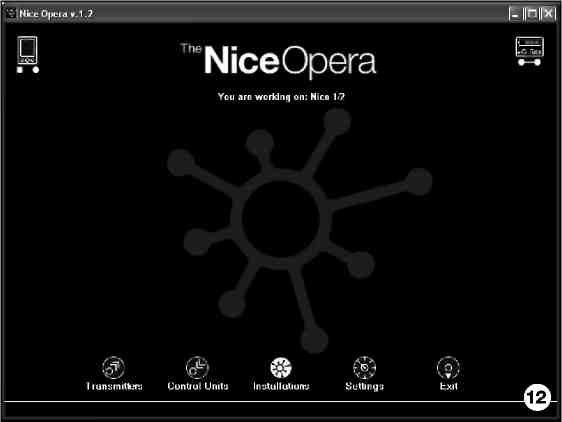 Nice Opera v.1.2
The NiceOpera
You are working on: Nice 1/2
Transmitters
Control Units
Installations
Settings
Exit
12